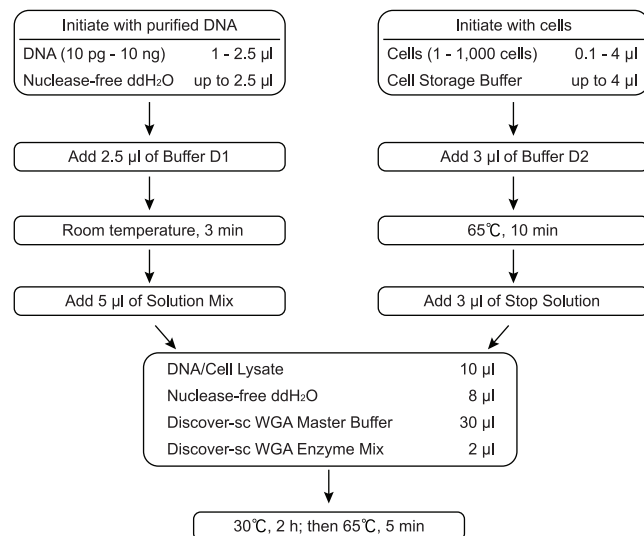 Initiate with purified DNA
DNA (10 pg - 10 ng) 1 - 2.5 µl
Nuclease-free ddH₂O up to 2.5 µl
Add 2.5 µl of Buffer D1
Room temperature, 3 min
Add 5 µl of Solution Mix
Initiate with cells
Cells (1 - 1,000 cells) 0.1 - 4 µl
Cell Storage Buffer up to 4 µl
Add 3 µl of Buffer D2
65℃, 10 min
Add 3 µl of Stop Solution
DNA/Cell Lysate 10 µl
Nuclease-free ddH₂O 8 µl
Discover-sc WGA Master Buffer 30 µl
Discover-sc WGA Enzyme Mix 2 µl
30℃, 2 h; then 65℃, 5 min